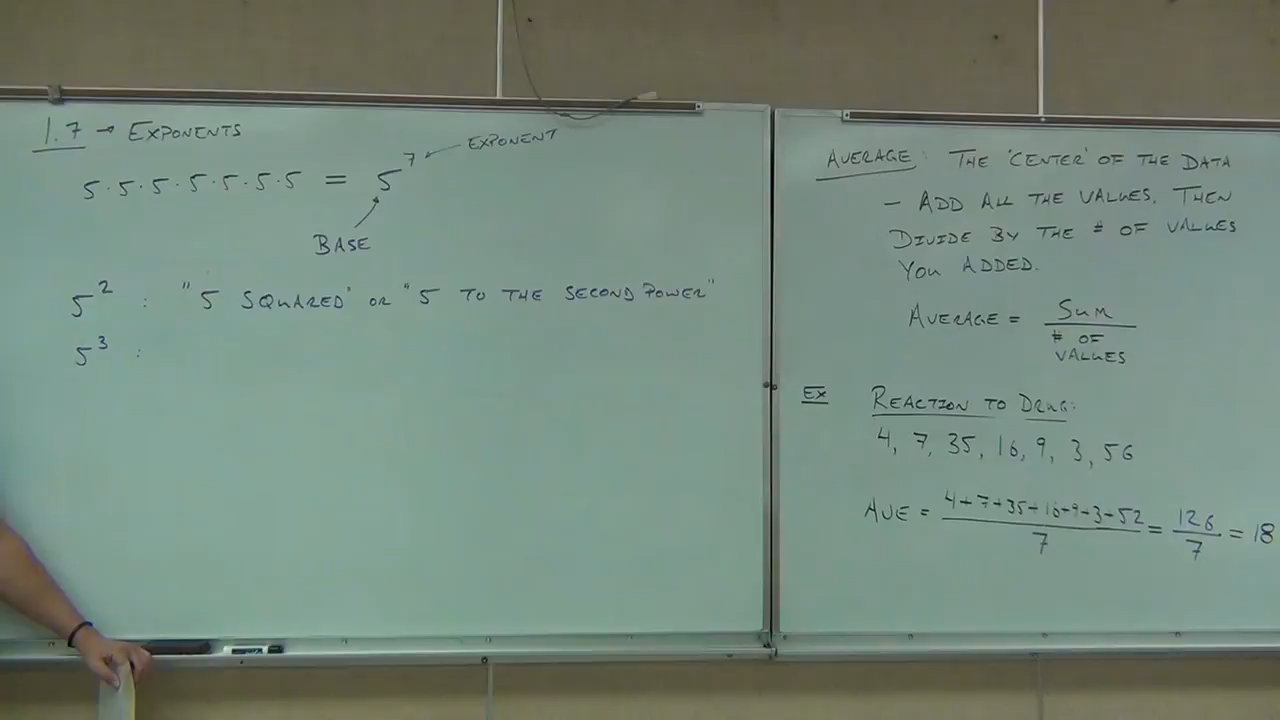 1.7 → EXPONENTS
5·5·5·5·5·5·5 = 5⁷ ← EXPONENT
BASE
5² : "5 SQUARED" OR "5 TO THE SECOND POWER"
5³ :
AVERAGE: THE 'CENTER' OF THE DATA
- ADD ALL THE VALUES, THEN
DIVIDE BY THE # OF VALUES
YOU ADDED.
AVERAGE = SUM
# OF
VALUES
EX REACTION TO DRUG:
4, 7, 35, 16, 9, 3, 56
AVE = 4+7+35+16+9+3+52 / 7 = 126 / 7 = 18